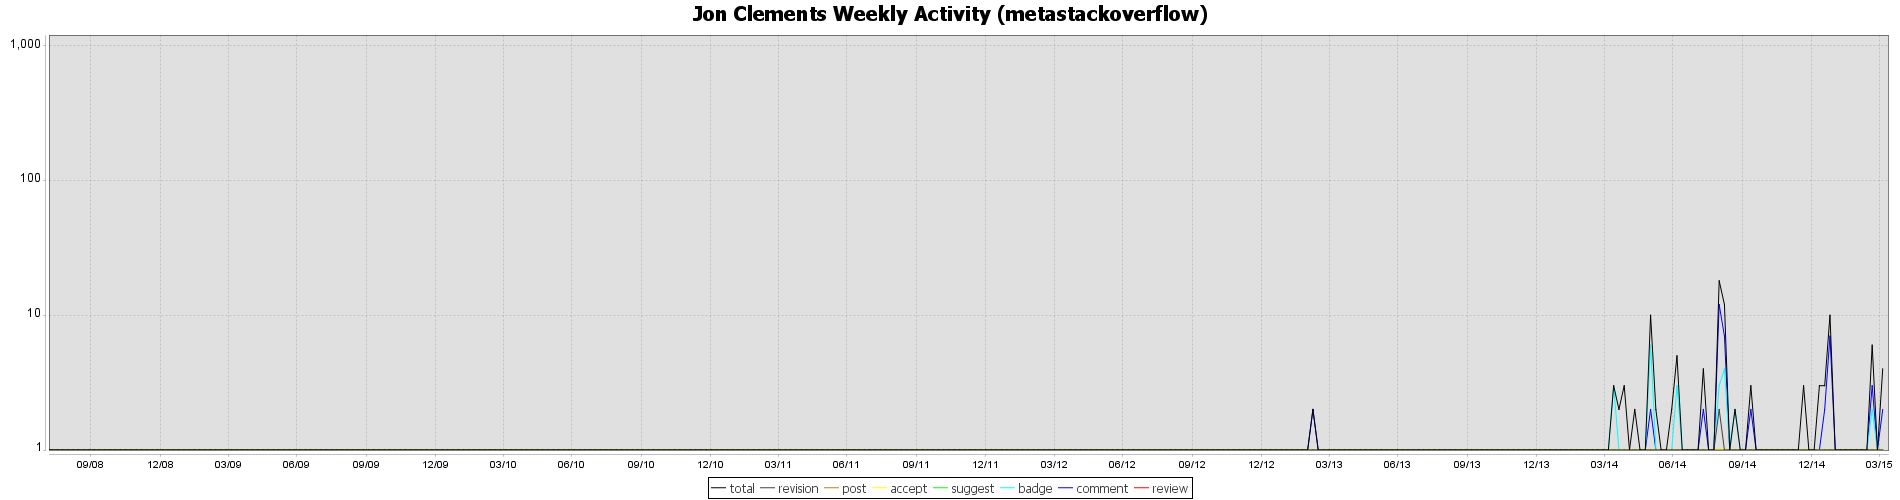 Jon Clements Weekly Activity (metastackoverflow)
1,000
100
10
1
09/08 12/08 03/09 06/09 09/09 12/09 03/10 06/10 09/10 12/10 03/11 06/11 09/11 12/11 03/12 06/12 09/12 12/12 03/13 06/13 09/13 12/13 03/14 06/14 09/14 12/14 03/15
total revision post accept suggest badge comment review